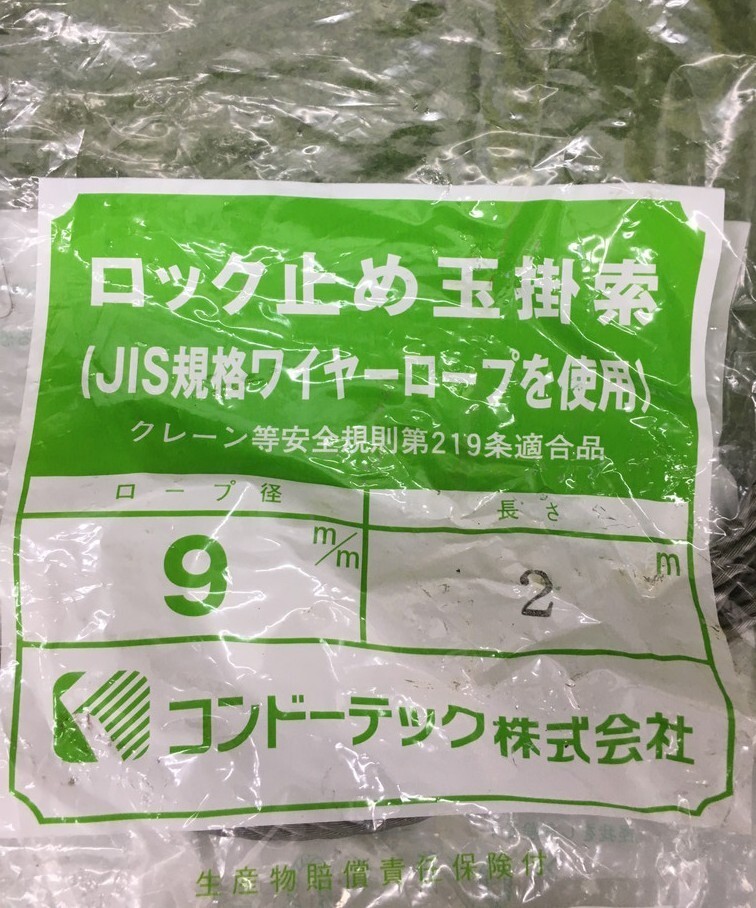 ロック止め玉掛索
(JIS規格ワイヤーロープを使用)
クレーン等安全規則第219条適合品
ロープ径
長さ
9 m/m
2 m
コンドーテック株式会社
生産物賠償責任保険付